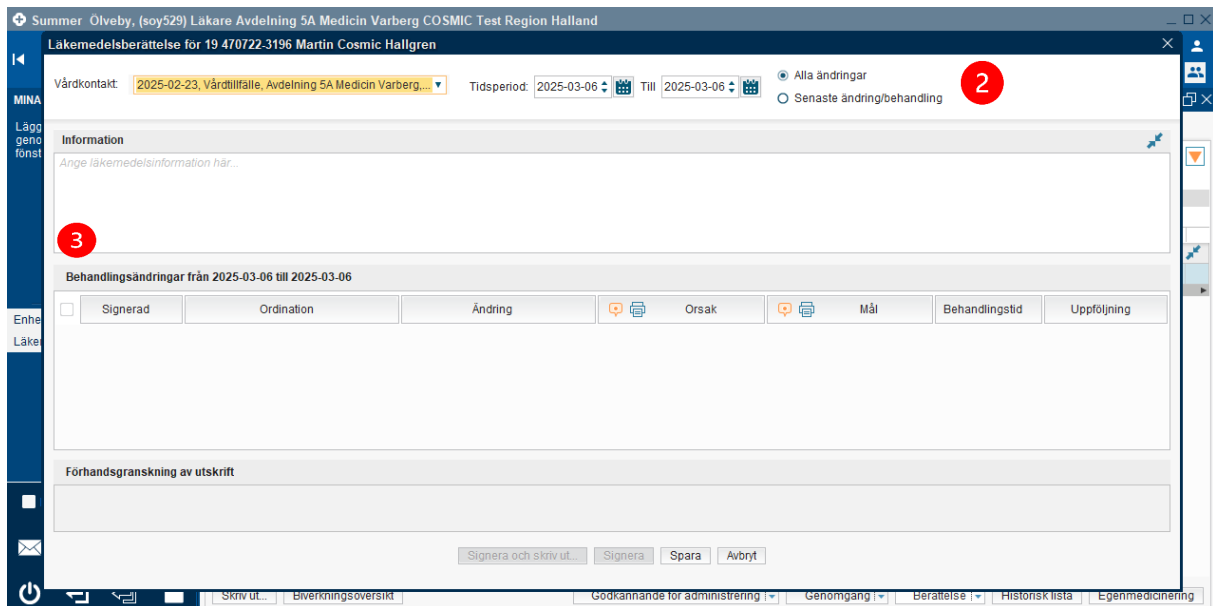 Summer Ölveby, (soy529) Läkare Avdelning 5A Medicin Varberg COSMIC Test Region Halland
Läkemedelsberättelse för 19 470722-3196 Martin Cosmic Hallgren
Vårdkontakt: 2025-02-23, Vårdtillfälle, Avdelning 5A Medicin Varberg,... Tidsperiod: 2025-03-06 Till 2025-03-06
Alla ändringar
Senaste ändring/behandling
2
MINA
Lägg
geno
fönst
Information
Ange läkemedelsinformation här...
3
Behandlingsändringar från 2025-03-06 till 2025-03-06
Signerad Ordination Ändring Orsak Mål Behandlingstid Uppföljning
Enhe
Läke
Förhandsgranskning av utskrift
Signera och skriv ut... Signera Spara Avbryt
Skriv ut... Biverkningsöversikt Godkännande för administrering Genomgång Berättelse Historisk lista Egenmedicinering